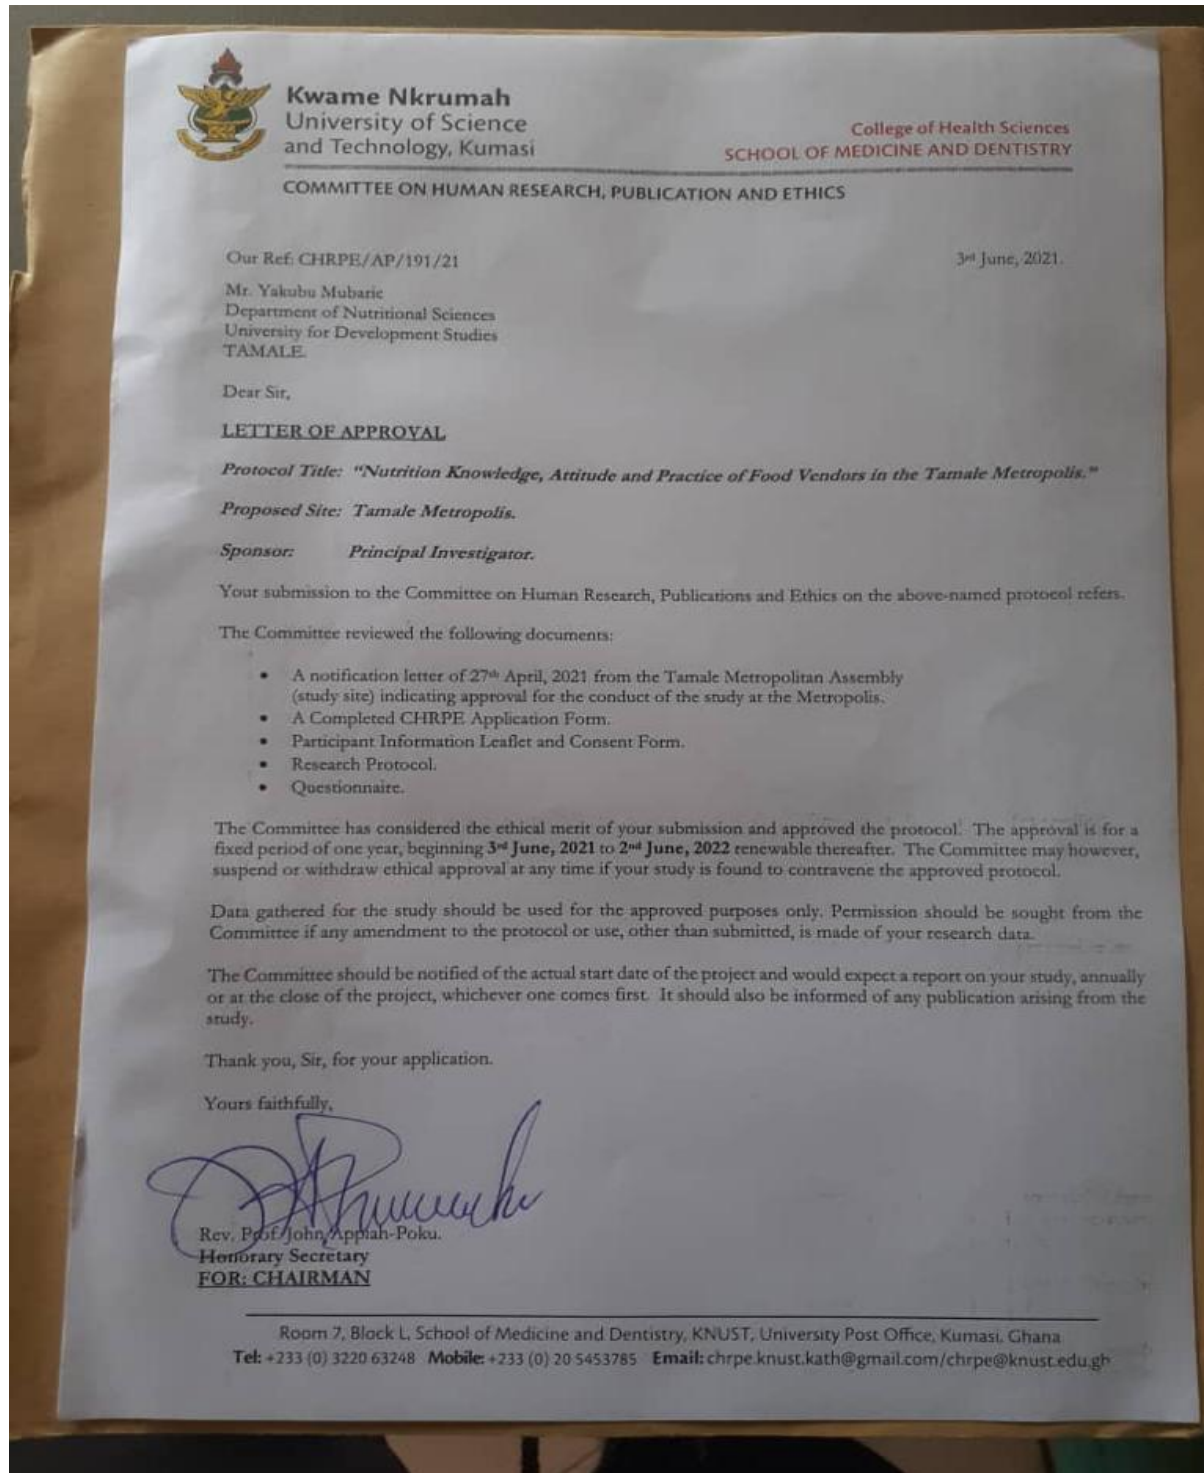 Kwame Nkrumah
University of Science
and Technology, Kumasi
College of Health Sciences
SCHOOL OF MEDICINE AND DENTISTRY
COMMITTEE ON HUMAN RESEARCH, PUBLICATION AND ETHICS
Our Ref: CHRPE/AP/191/21
3rd June, 2021.
Mr. Yakubu Mubaric
Department of Nutritional Sciences
University for Development Studies
TAMALE.
Dear Sir,
LETTER OF APPROVAL
Protocol Title: “Nutrition Knowledge, Attitude and Practice of Food Vendors in the Tamale Metropolis.”
Proposed Site: Tamale Metropolis.
Sponsor: Principal Investigator.
Your submission to the Committee on Human Research, Publications and Ethics on the above-named protocol refers.
The Committee reviewed the following documents:
• A notification letter of 27th April, 2021 from the Tamale Metropolitan Assembly
(study site) indicating approval for the conduct of the study at the Metropolis.
• A Completed CHRPE Application Form.
• Participant Information Leaflet and Consent Form.
• Research Protocol.
• Questionnaire.
The Committee has considered the ethical merit of your submission and approved the protocol. The approval is for a
fixed period of one year, beginning 3rd June, 2021 to 2nd June, 2022 renewable thereafter. The Committee may however,
suspend or withdraw ethical approval at any time if your study is found to contravene the approved protocol.
Data gathered for the study should be used for the approved purposes only. Permission should be sought from the
Committee if any amendment to the protocol or use, other than submitted, is made of your research data.
The Committee should be notified of the actual start date of the project and would expect a report on your study, annually
or at the close of the project, whichever one comes first. It should also be informed of any publication arising from the
study.
Thank you, Sir, for your application.
Yours faithfully,
Rev. Prof. John Appiah-Poku.
Honorary Secretary
FOR: CHAIRMAN
Room 7, Block L, School of Medicine and Dentistry, KNUST, University Post Office, Kumasi, Ghana
Tel: +233 (0) 3220 63248 Mobile: +233 (0) 20 5453785 Email: chrpe.knust.kath@gmail.com/chrpe@knust.edu.gh